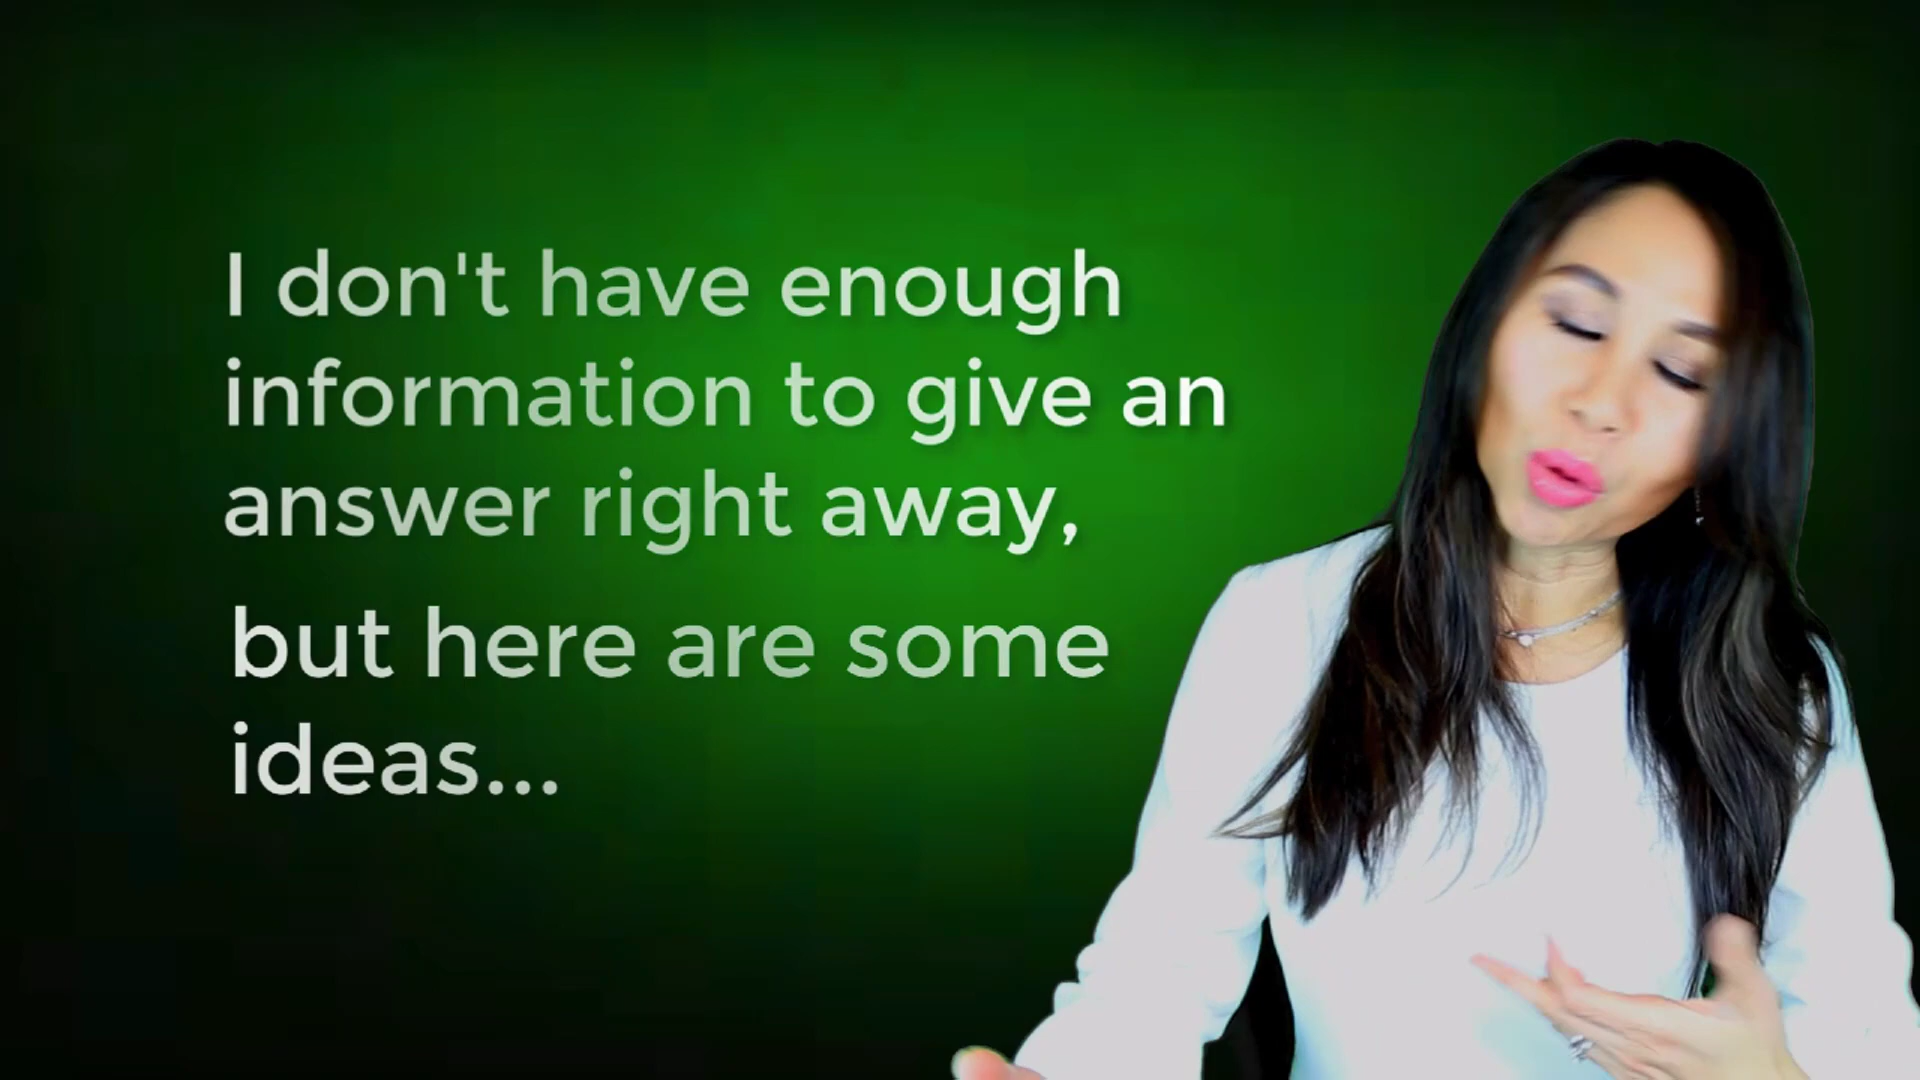 I don't have enough
information to give an
answer right away,
but here are some
ideas...